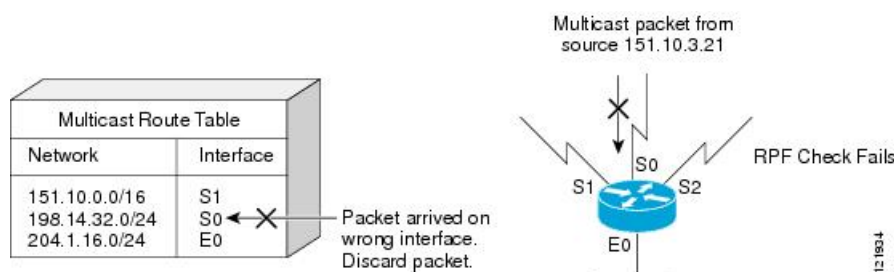 Multicast packet from
source 151.10.3.21
Multicast Route Table
Network Interface
151.10.0.0/16 S1
198.14.32.0/24 S0
204.1.16.0/24 E0
Packet arrived on
wrong interface.
Discard packet.
RPF Check Fails
S0
S1 S2
E0